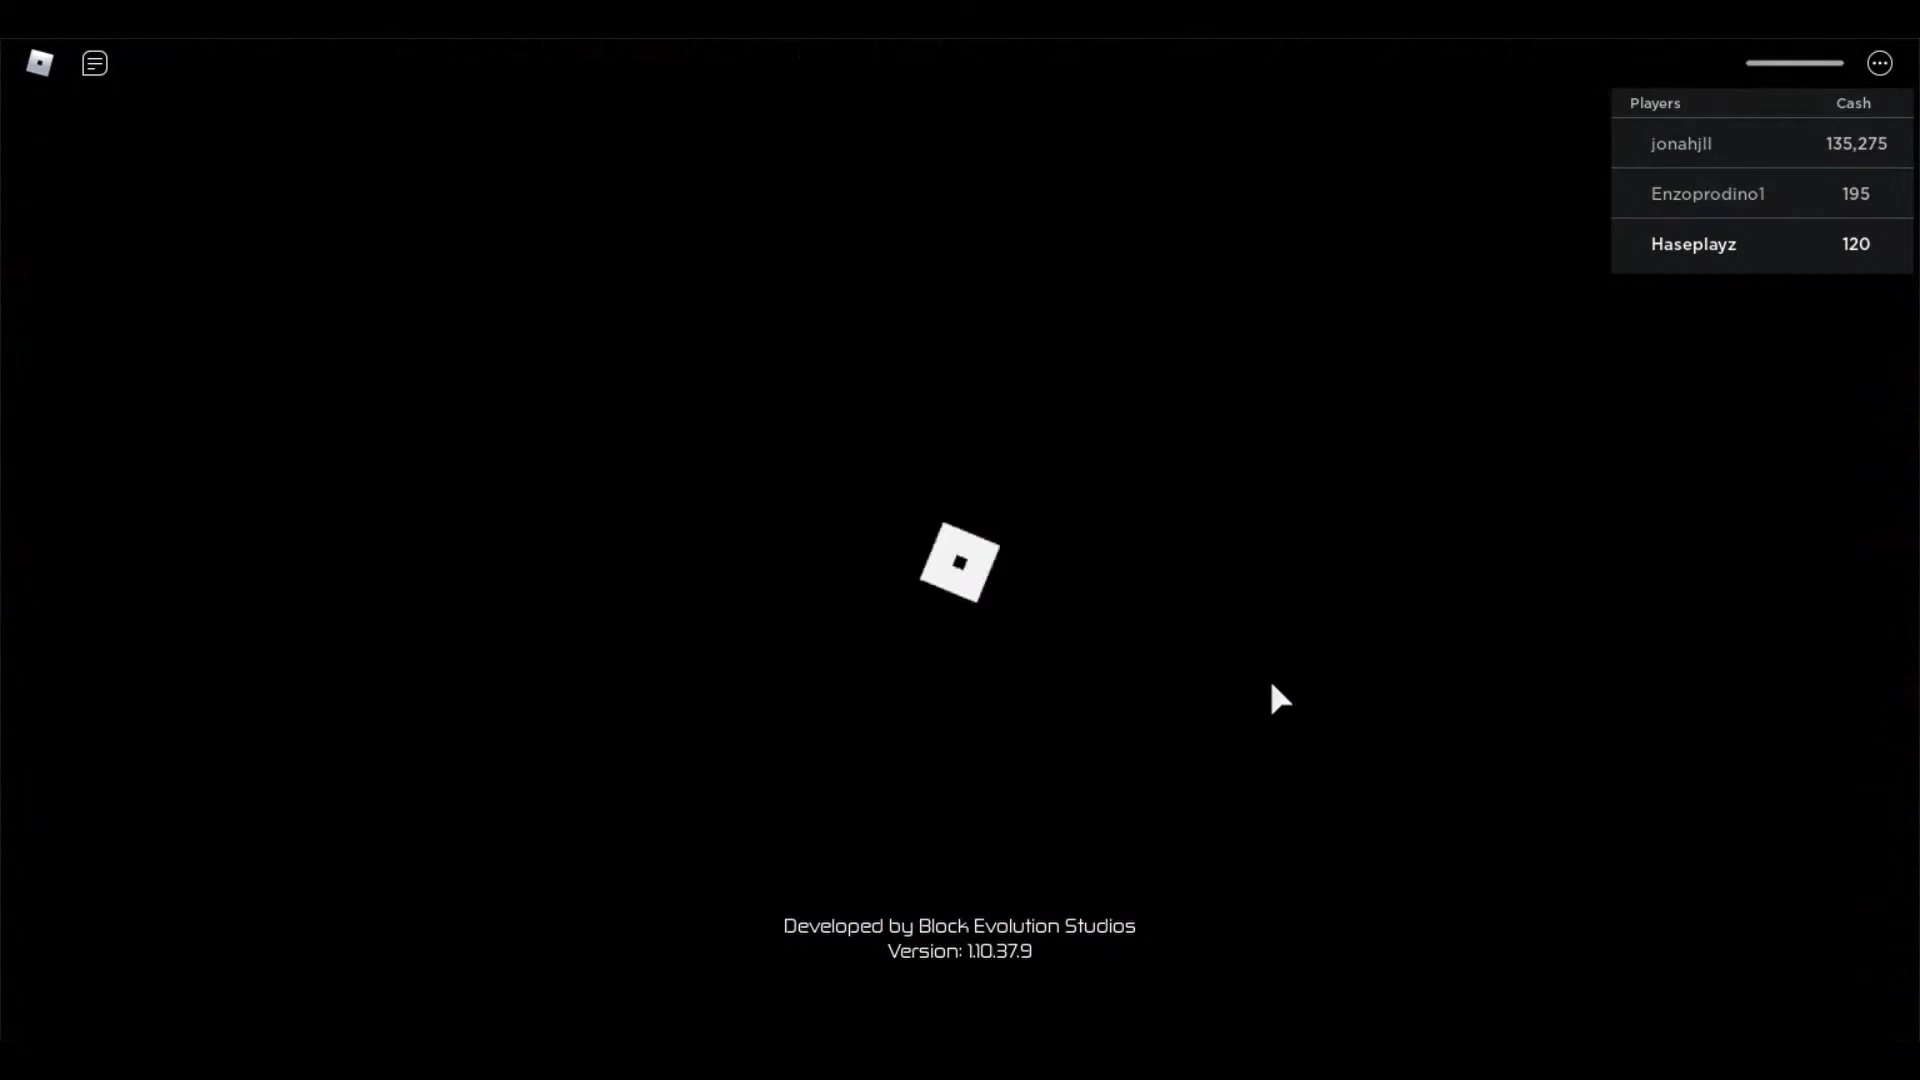 Players Cash
jonahjll 135,275
Enzoprodino1 195
Haseplayz 120
Developed by Block Evolution Studios
Version: 1.10.37.9